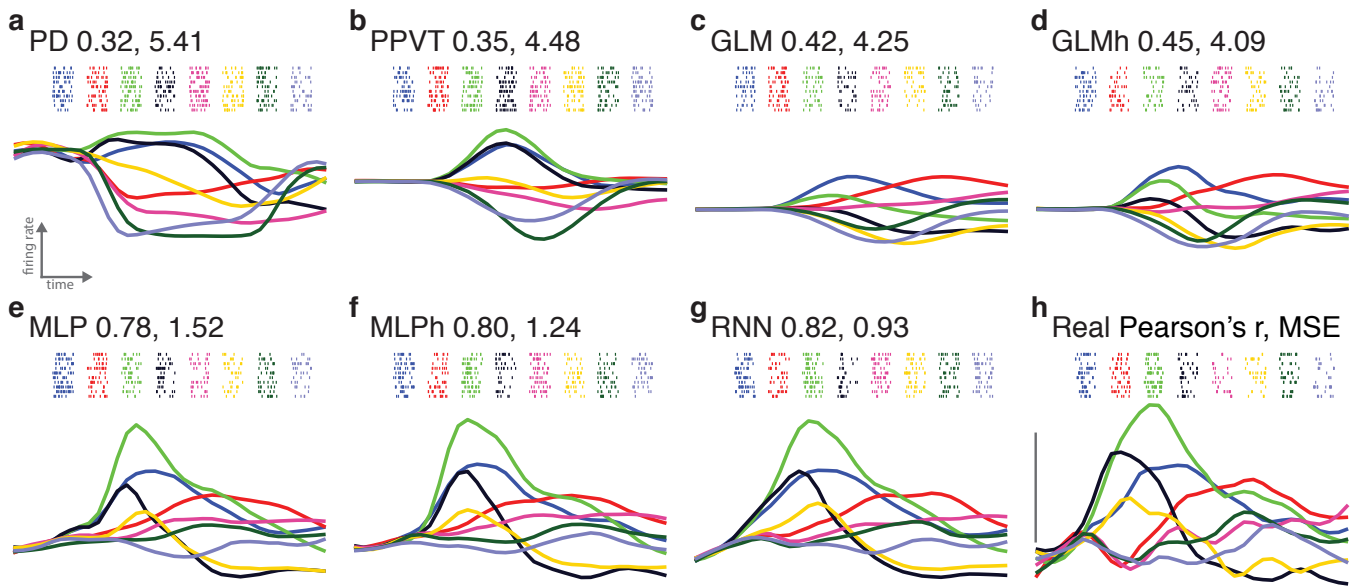 a
PD 0.32, 5.41
b
PPVT 0.35, 4.48
c
GLM 0.42, 4.25
d
GLMh 0.45, 4.09
firing rate
time
e
MLP 0.78, 1.52
f
MLPh 0.80, 1.24
g
RNN 0.82, 0.93
h
Real Pearson's r, MSE